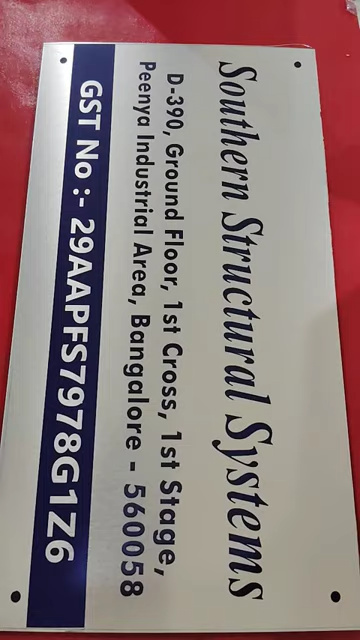 Southern Structural Systems
D-390, Ground Floor, 1st Cross, 1st Stage,
Peenya Industrial Area, Bangalore - 560058
GST No :- 29AAPFS7978G1Z6